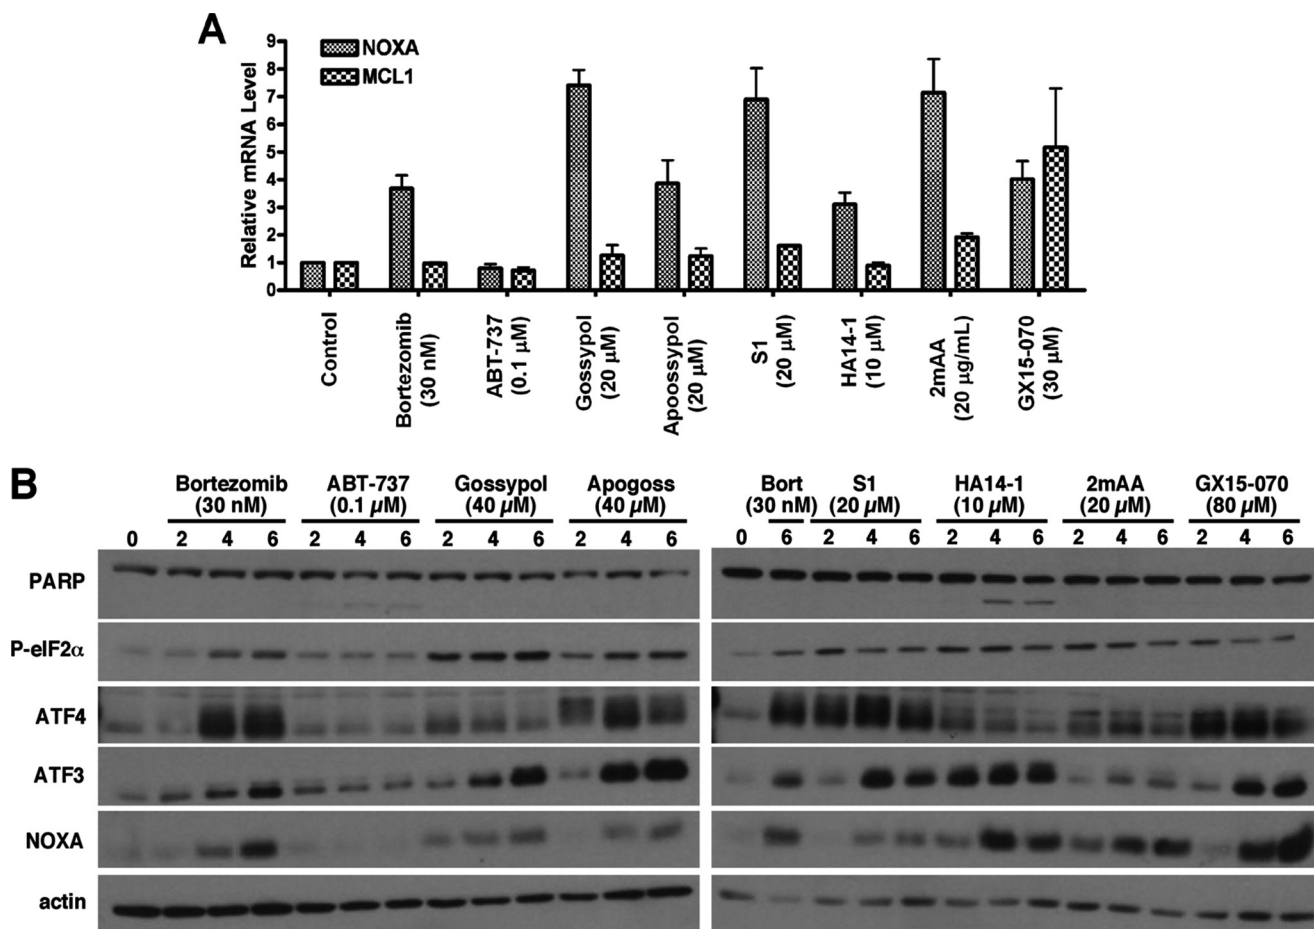 A
Relative mRNA Level
9
8
7
6
5
4
3
2
1
0
NOXA
MCL1
Control
Bortezomib
(30 nM)
ABT-737
(0.1 µM)
Gossypol
(20 µM)
Apoossypol
(20 µM)
S1
(20 µM)
HA14-1
(10 µM)
2mAA
(20 µg/mL)
GX15-070
(30 µM)
B
Bortezomib ABT-737 Gossypol Apogoss
(30 nM) (0.1 µM) (40 µM) (40 µM)
0 2 4 6 2 4 6 2 4 6 2 4 6
Bort S1 HA14-1 2mAA GX15-070
(30 nM) (20 µM) (10 µM) (20 µM) (80 µM)
0 6 2 4 6 2 4 6 2 4 6 2 4 6
PARP
P-eIF2α
ATF4
ATF3
NOXA
actin